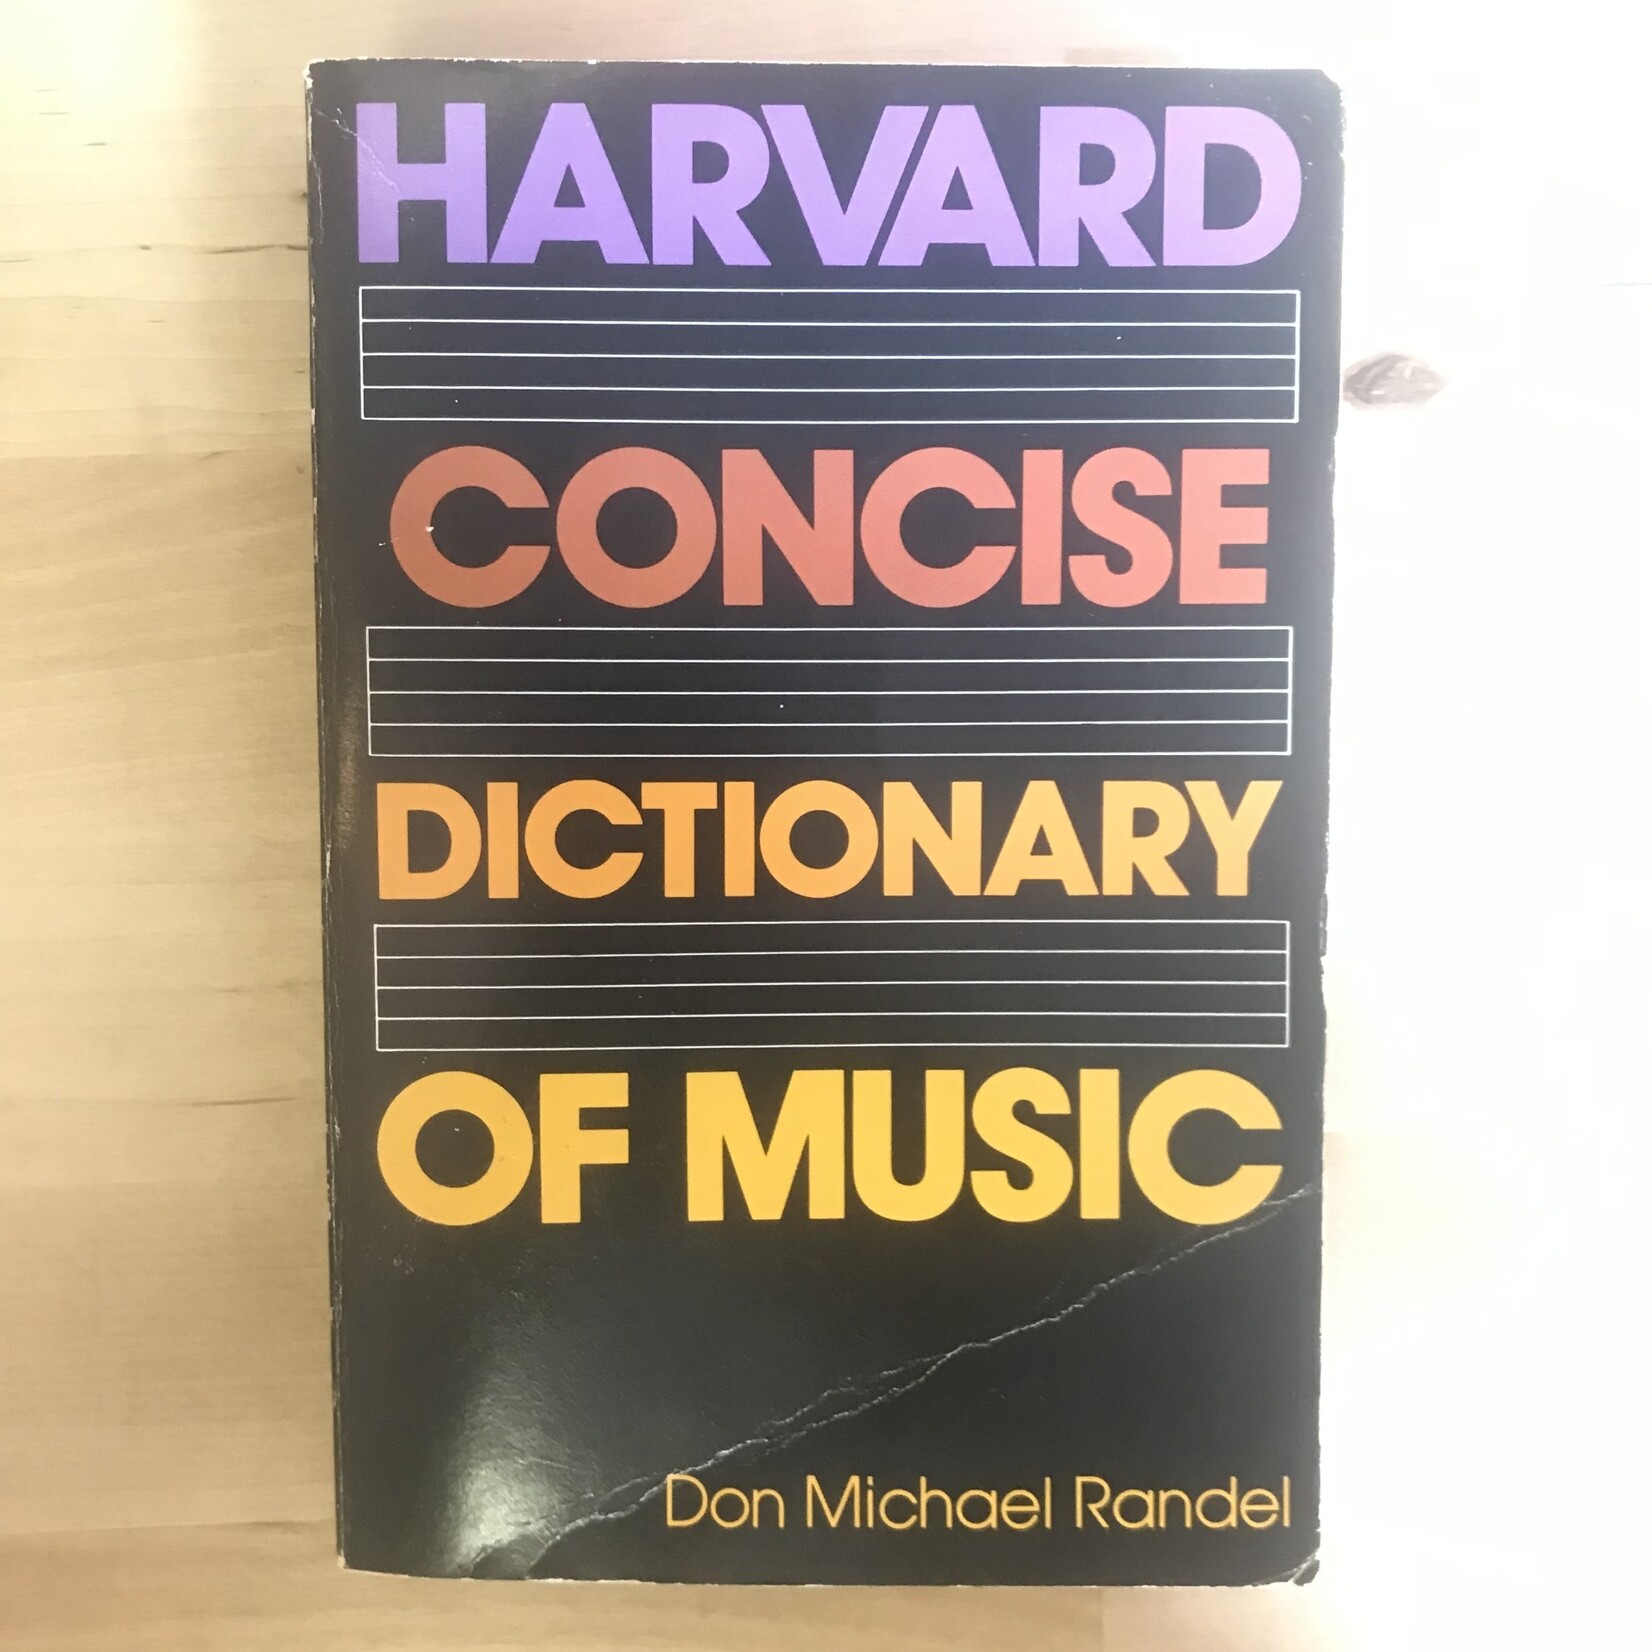 HARVARD
CONCISE
DICTIONARY
OF MUSIC
Don Michael Randel